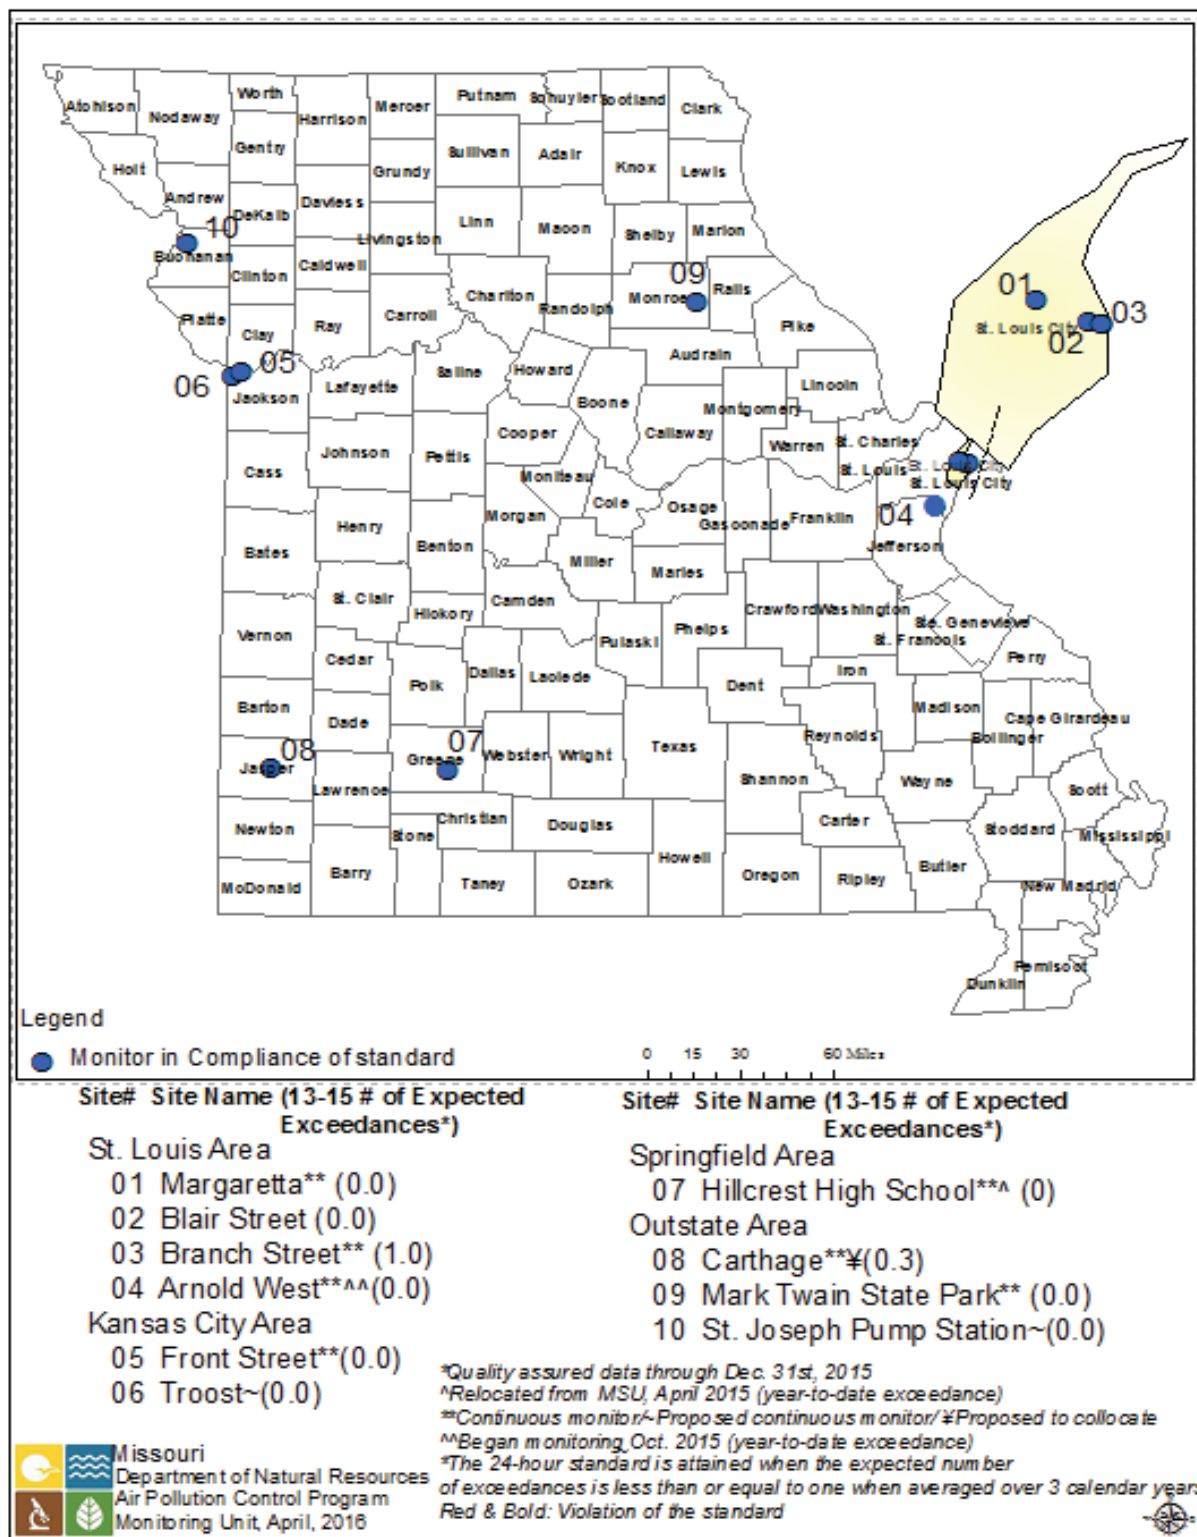 Atchison
Nodaway
Worth
Harrison
Mercer
Putnam
Schuyler
Scotland
Clark
Holt
Gentry
Grundy
Sullivan
Adair
Knox
Lewis
Andrew
DeKalb
Daviess
Linn
Macon
Shelby
Marion
10
Buchanan
Clinton
Caldwell
Livingston
Chariton
Randolph
09
Monroe
Ralls
Platte
Clay
Ray
Carroll
Pike
01
St. Louis City
02
03
05
06
Jackson
Lafayette
Saline
Howard
Audrain
Boone
Lincoln
Montgomery
Callaway
Warren
St. Charles
Cass
Johnson
Pettis
Cooper
Moniteau
St. Louis
St. Louis City
St. Louis City
Cole
Osage
Gasconade
Franklin
04
Jefferson
Bates
Henry
Benton
Morgan
Miller
Maries
St. Clair
Hickory
Camden
Crawford
Washington
Ste. Genevieve
St. Francois
Perry
Vernon
Cedar
Polk
Dallas
Laclede
Pulaski
Phelps
Dent
Iron
Barton
Dade
Madison
Cape Girardeau
Bollinger
Reynolds
08
Jasper
07
Greene
Webster
Wright
Texas
Shannon
Wayne
Scott
Lawrence
Newton
Christian
Stone
Douglas
Carter
Stoddard
Mississippi
McDonald
Barry
Taney
Ozark
Howell
Oregon
Ripley
Butler
New Madrid
Dunklin
Pemiscot
Legend
Monitor in Compliance of standard
0 15 30 60 Miles
Site# Site Name (13-15 # of Expected
Exceedances*)
St. Louis Area
01 Margaretta** (0.0)
02 Blair Street (0.0)
03 Branch Street** (1.0)
04 Arnold West**^^(0.0)
Kansas City Area
05 Front Street**(0.0)
06 Troost~(0.0)
Site# Site Name (13-15 # of Expected
Exceedances*)
Springfield Area
07 Hillcrest High School**^ (0)
Outstate Area
08 Carthage**¥(0.3)
09 Mark Twain State Park** (0.0)
10 St. Joseph Pump Station~(0.0)
*Quality assured data through Dec. 31st, 2015
^Relocated from MSU, April 2015 (year-to-date exceedance)
**Continuous monitor/~Proposed continuous monitor/¥Proposed to collocate
^^Began monitoring Oct. 2015 (year-to-date exceedance)
*The 24-hour standard is attained when the expected number
of exceedances is less than or equal to one when averaged over 3 calendar years
Red & Bold: Violation of the standard
Missouri
Department of Natural Resources
Air Pollution Control Program
Monitoring Unit, April, 2016